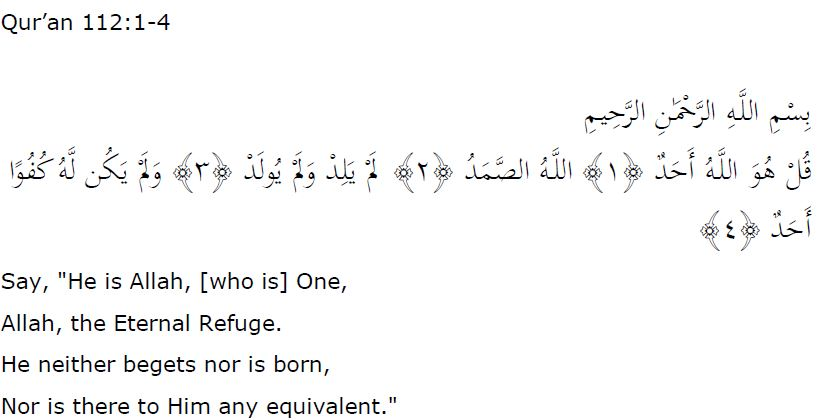 Qur’an 112:1-4
بِسْمِ اللَّهِ الرَّحْمَٰنِ الرَّحِيمِ
قُلْ هُوَ اللَّهُ أَحَدٌ ﴿١﴾ اللَّهُ الصَّمَدُ ﴿٢﴾ لَمْ يَلِدْ وَلَمْ يُولَدْ ﴿٣﴾ وَلَمْ يَكُن لَّهُ كُفُوًا
أَحَدٌ ﴿٤﴾
Say, "He is Allah, [who is] One,
Allah, the Eternal Refuge.
He neither begets nor is born,
Nor is there to Him any equivalent."